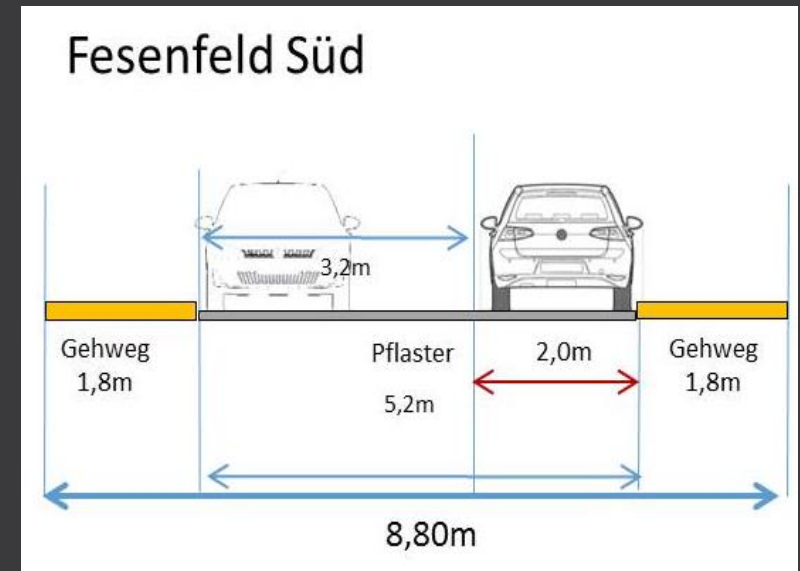 Fesenfeld Süd
3,2m
Gehweg
1,8m
Pflaster
5,2m
2,0m
Gehweg
1,8m
8,80m